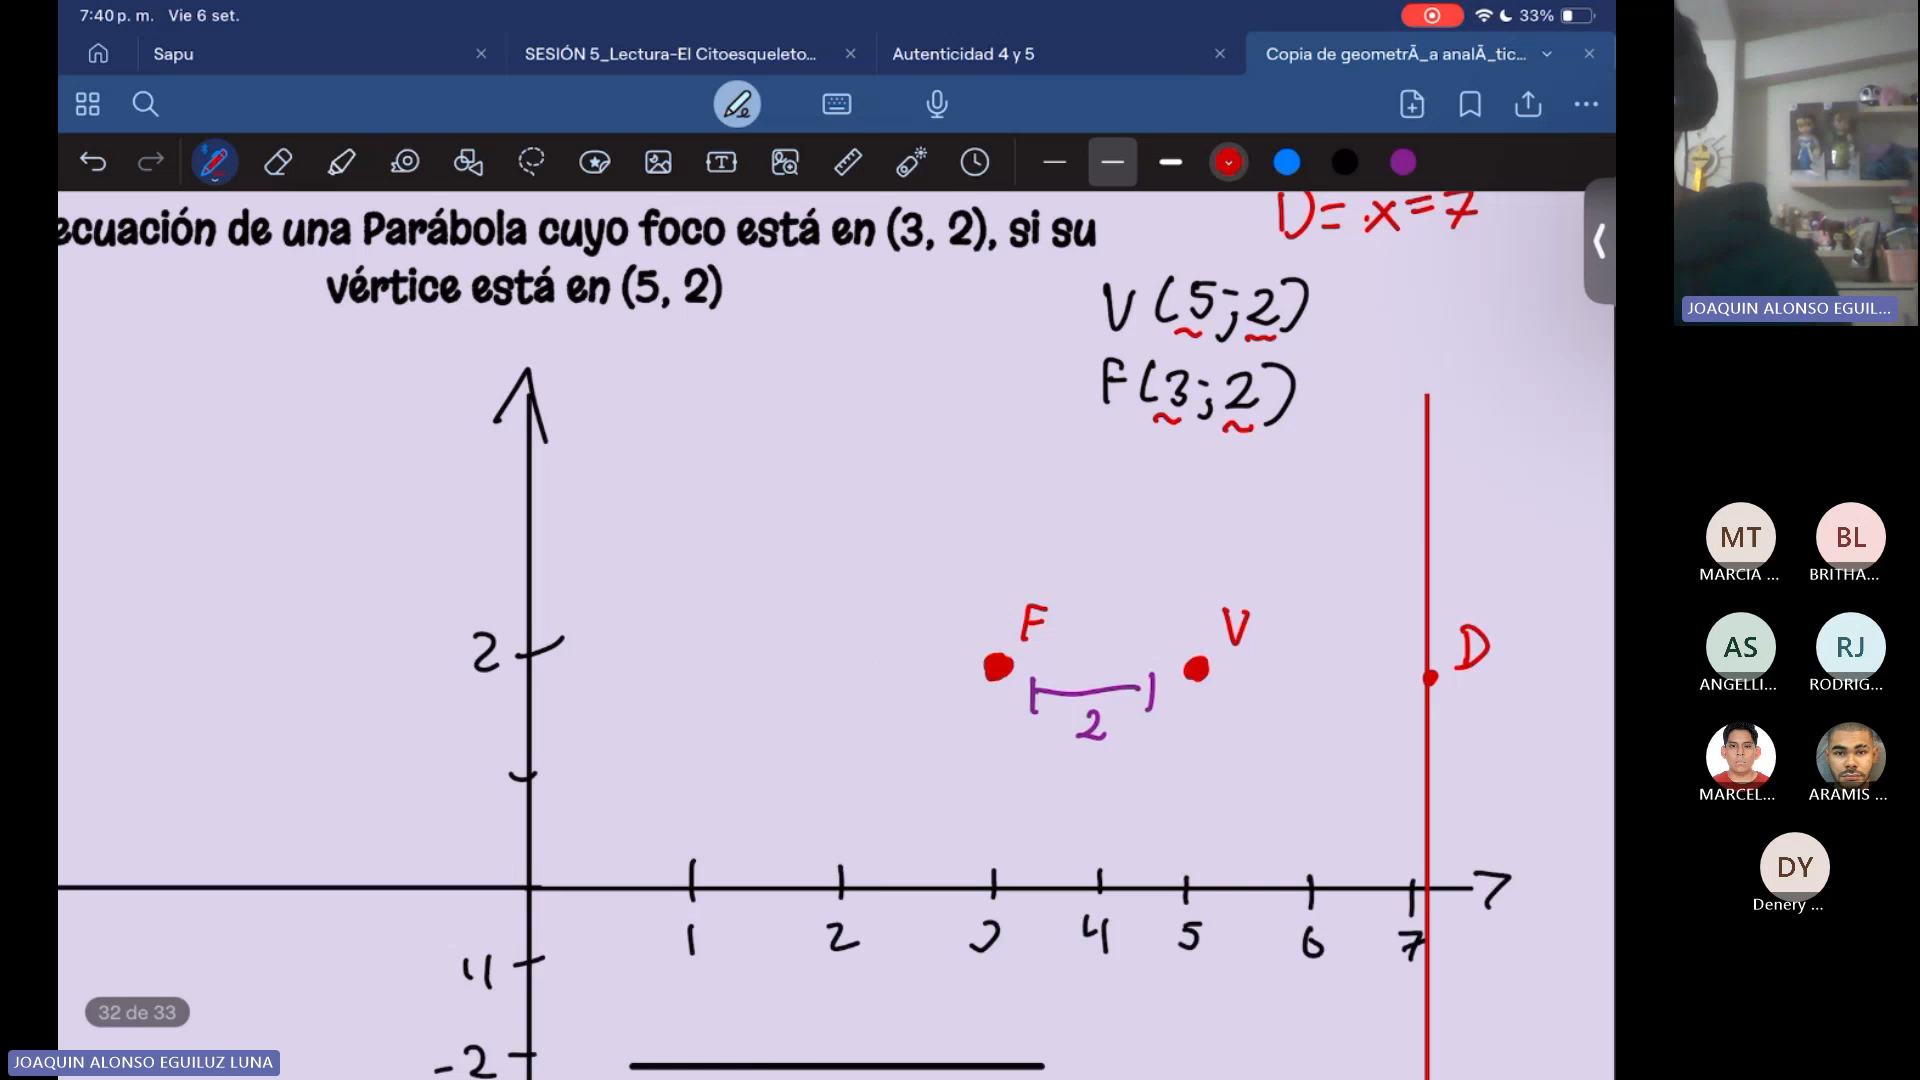 7:40 p. m. Vie 6 set.
33%
Sapu
SESIÓN 5_Lectura-El Citoesqueleto...
Autenticidad 4 y 5
Copia de geometrÃ_a analÃ_tic...
ecuación de una Parábola cuyo foco está en (3, 2), si su
vértice está en (5, 2)
D= x=7
V(5;2)
F(3;2)
F
V
D
2
2
1 2 3 4 5 6 7
-1
-2
32 de 33
JOAQUIN ALONSO EGUILUZ LUNA
JOAQUIN ALONSO EGUIL...
MT
MARCIA ...
BL
BRITHA...
AS
ANGELLI...
RJ
RODRIG...
MARCEL...
ARAMIS ...
DY
Denery ...